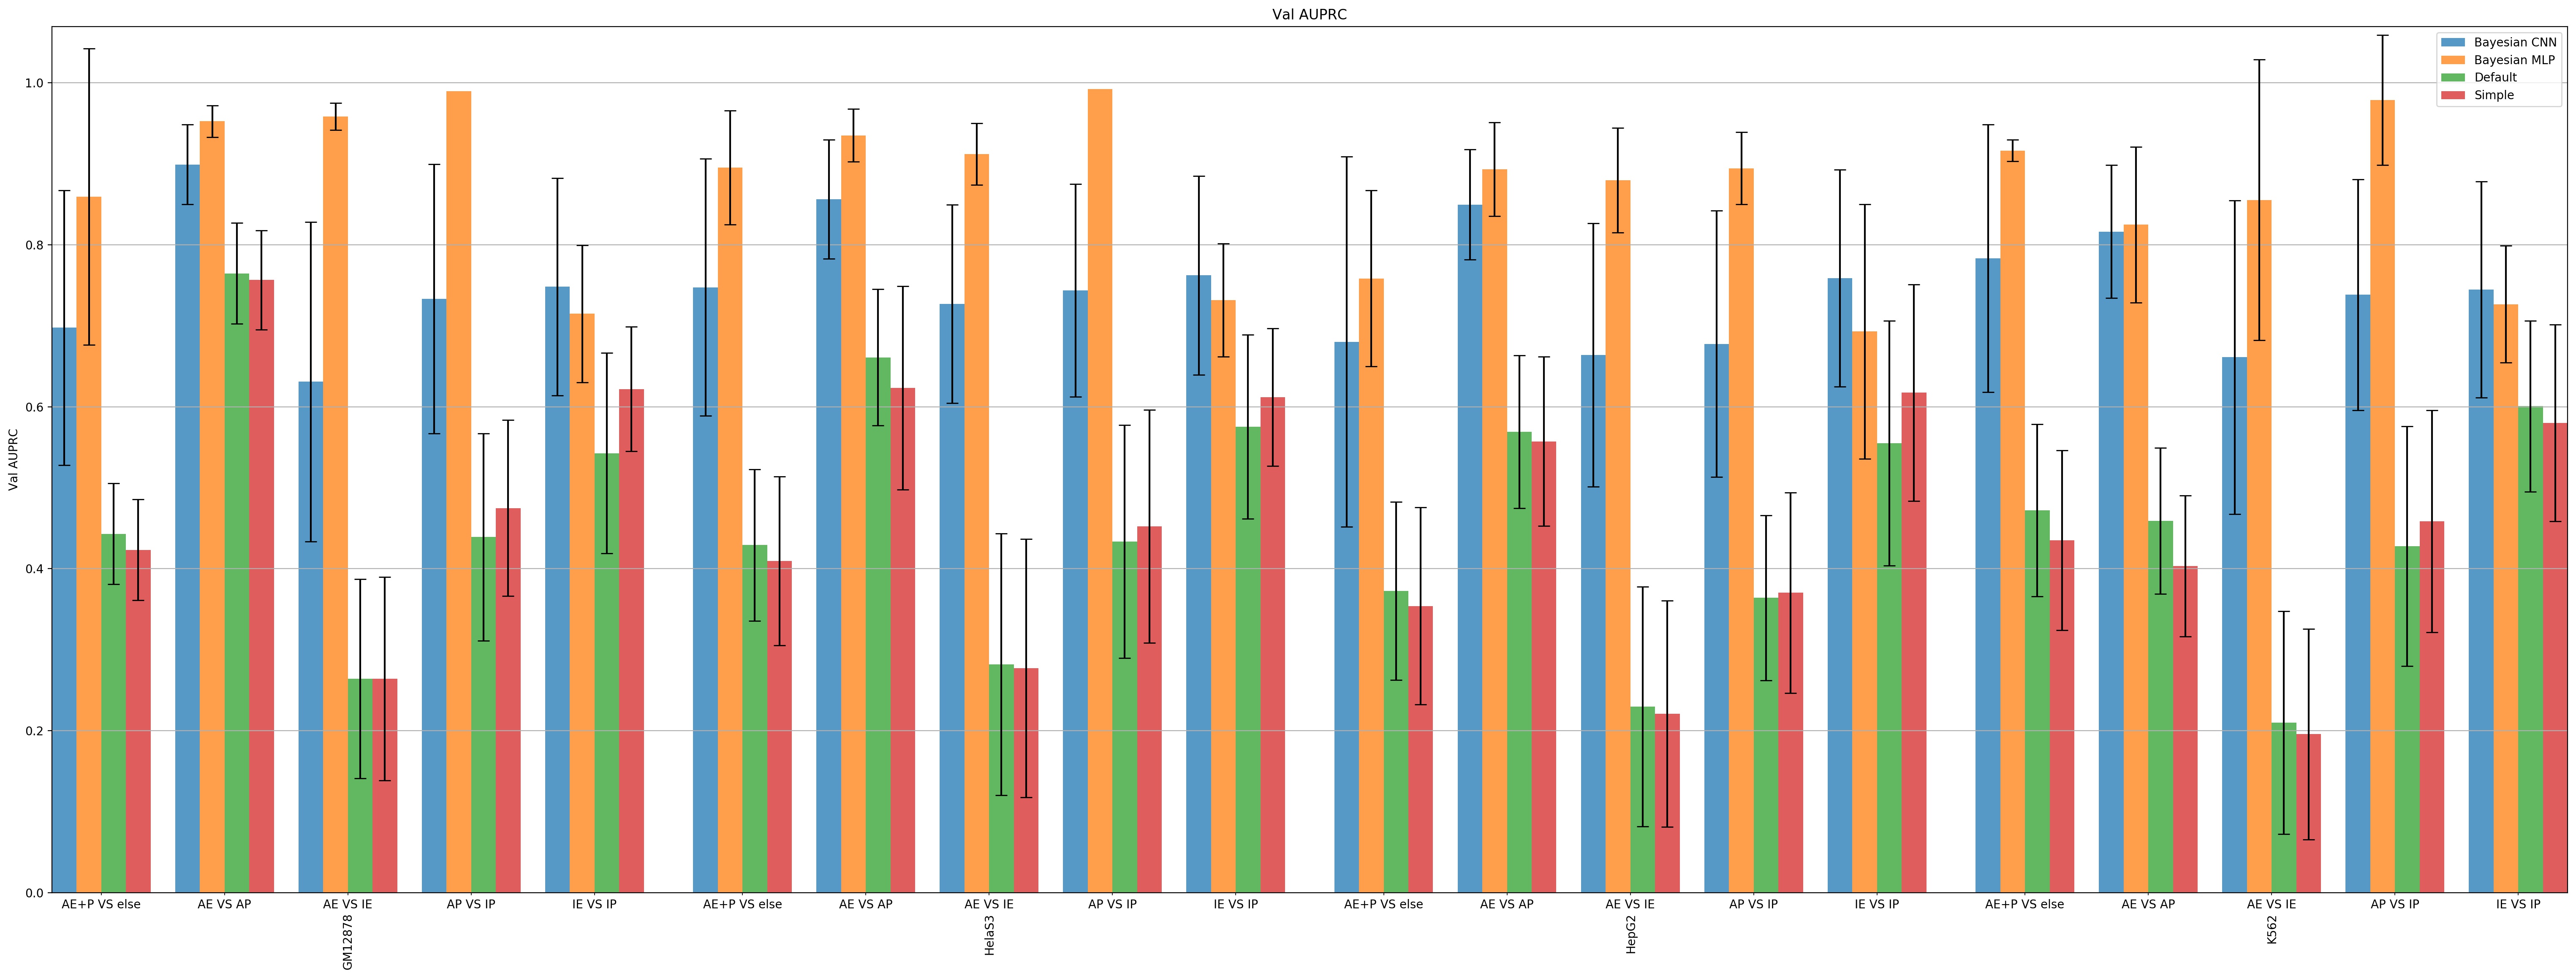 Val AUPRC
Bayesian CNN
Bayesian MLP
Default
Simple
Val AUPRC
1.0
0.8
0.6
0.4
0.2
0.0
AE+P VS else AE VS AP AE VS IE AP VS IP IE VS IP AE+P VS else AE VS AP AE VS IE AP VS IP IE VS IP AE+P VS else AE VS AP AE VS IE AP VS IP IE VS IP AE+P VS else AE VS AP AE VS IE AP VS IP IE VS IP
GM12878 HelaS3 HepG2 K562